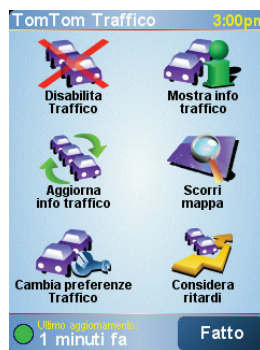 TomTom Traffico 3:00pm
Disabilita
Traffico
Mostra info
traffico
Aggiorna
info traffico
Scorri
mappa
Cambia preferenze
Traffico
Considera
ritardi
Ultimo aggiornamento:
1 minuti fa
Fatto